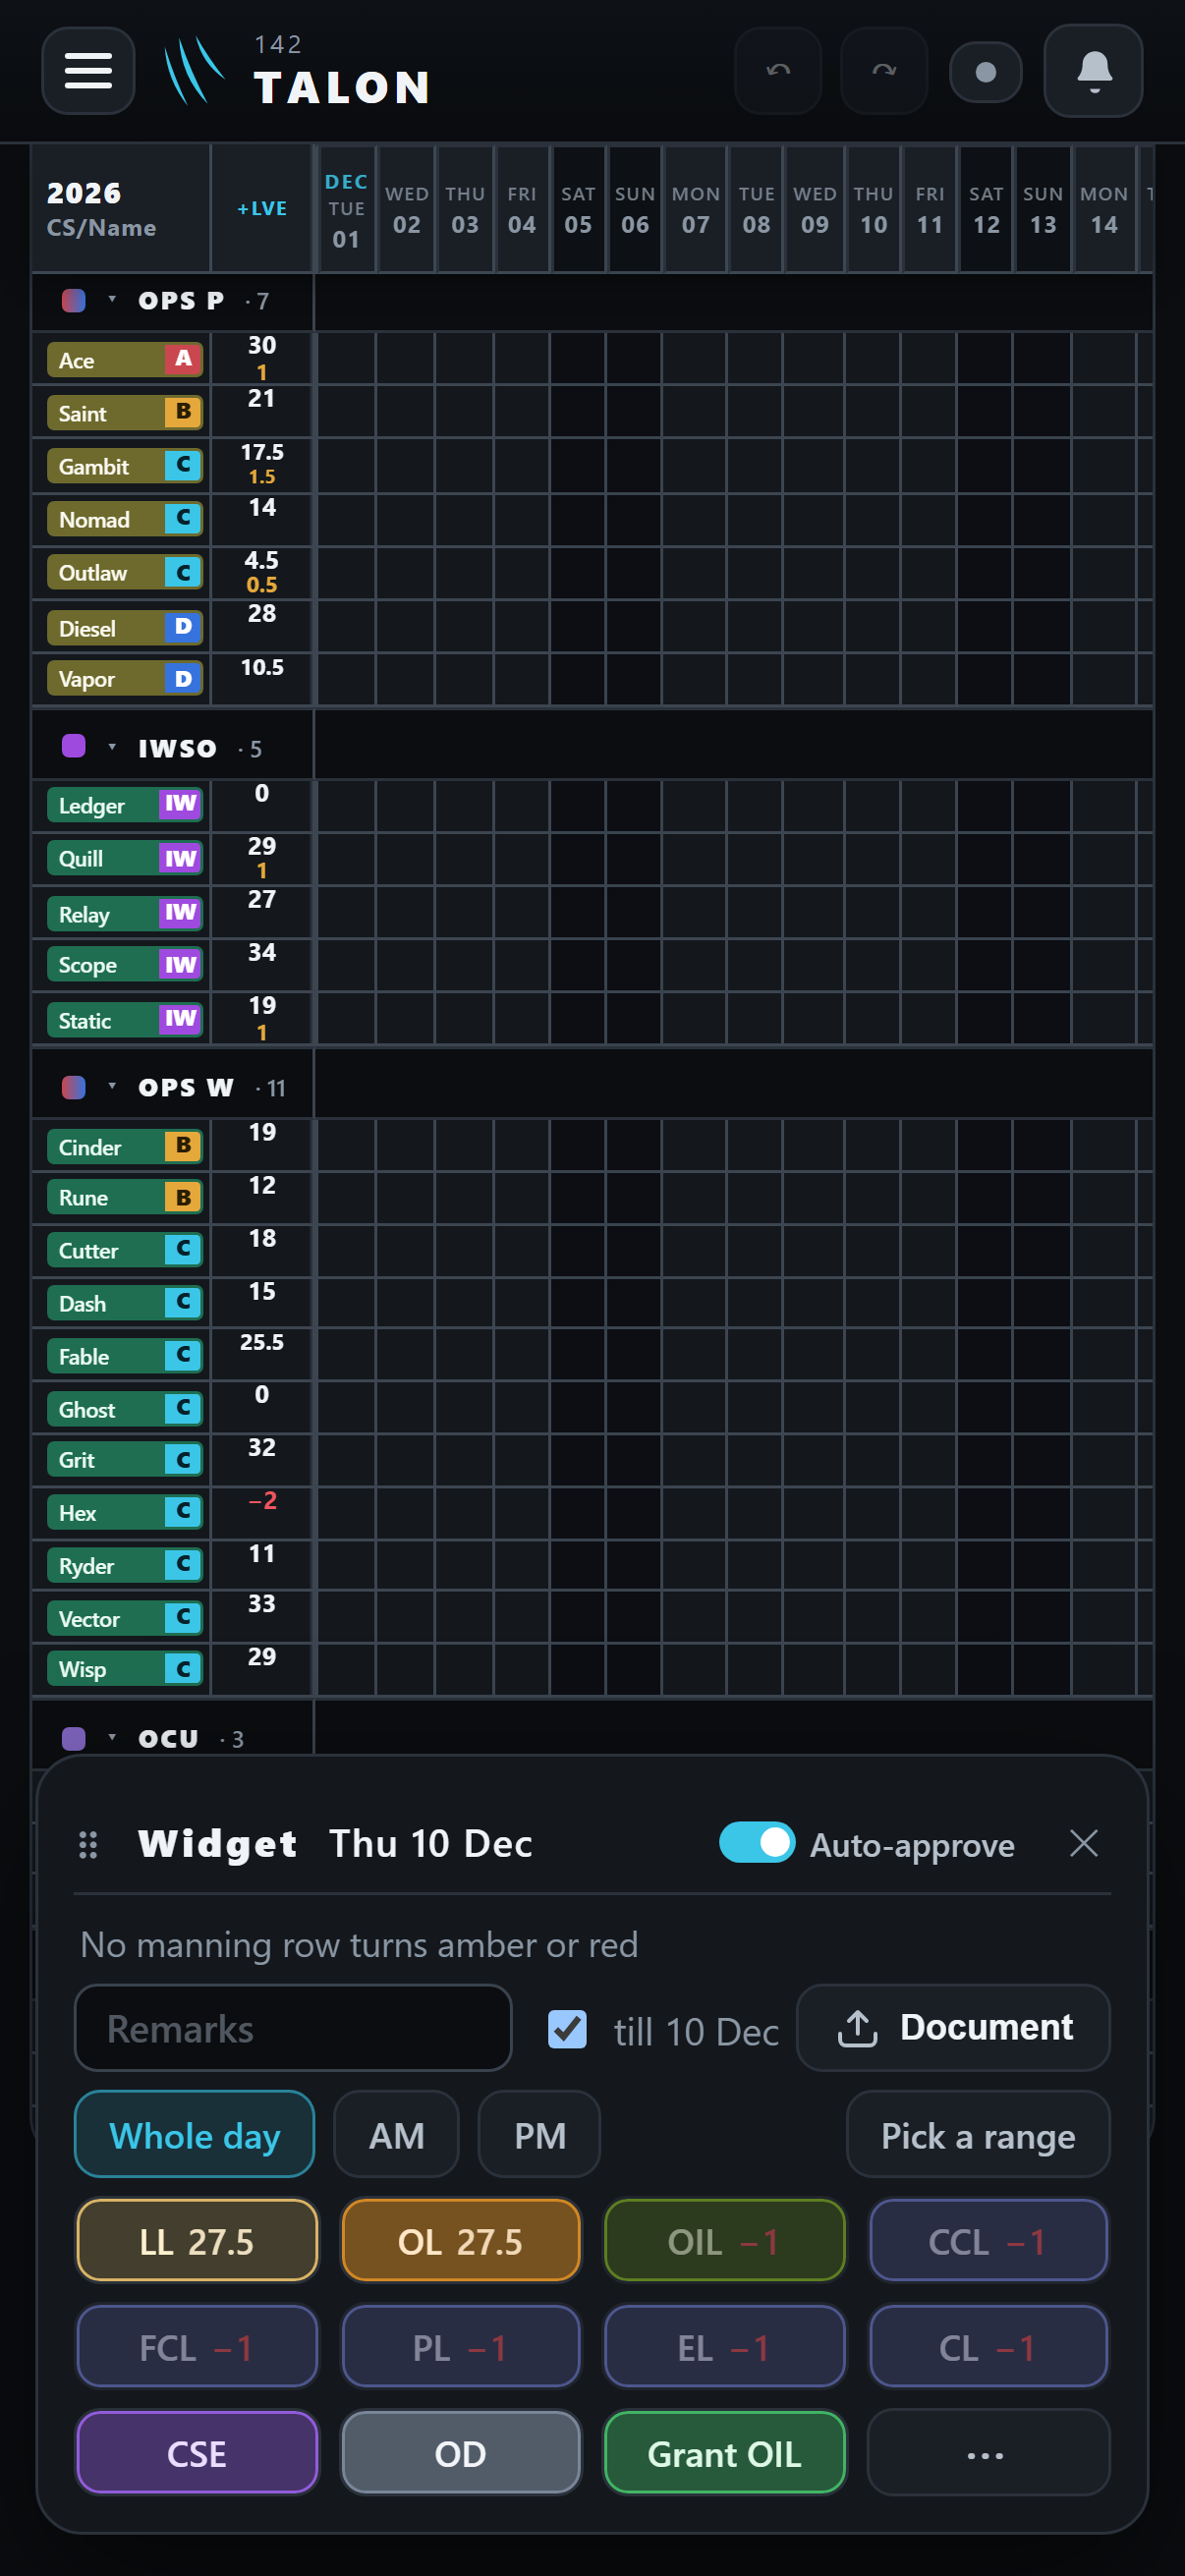 142
TALON
2026
CS/Name
+LVE
DEC
TUE
01
WED
02
THU
03
FRI
04
SAT
05
SUN
06
MON
07
TUE
08
WED
09
THU
10
FRI
11
SAT
12
SUN
13
MON
14
T
OPS P · 7
Ace A 30
1
Saint B 21
Gambit C 17.5
1.5
Nomad C 14
Outlaw C 4.5
0.5
Diesel D 28
Vapor D 10.5
IWSO · 5
Ledger IW 0
Quill IW 29
1
Relay IW 27
Scope IW 34
Static IW 19
1
OPS W · 11
Cinder B 19
Rune B 12
Cutter C 18
Dash C 15
Fable C 25.5
Ghost C 0
Grit C 32
Hex C −2
Ryder C 11
Vector C 33
Wisp C 29
OCU · 3
Widget Thu 10 Dec Auto-approve
No manning row turns amber or red
Remarks till 10 Dec Document
Whole day AM PM Pick a range
LL 27.5 OL 27.5 OIL −1 CCL −1
FCL −1 PL −1 EL −1 CL −1
CSE OD Grant OIL ...